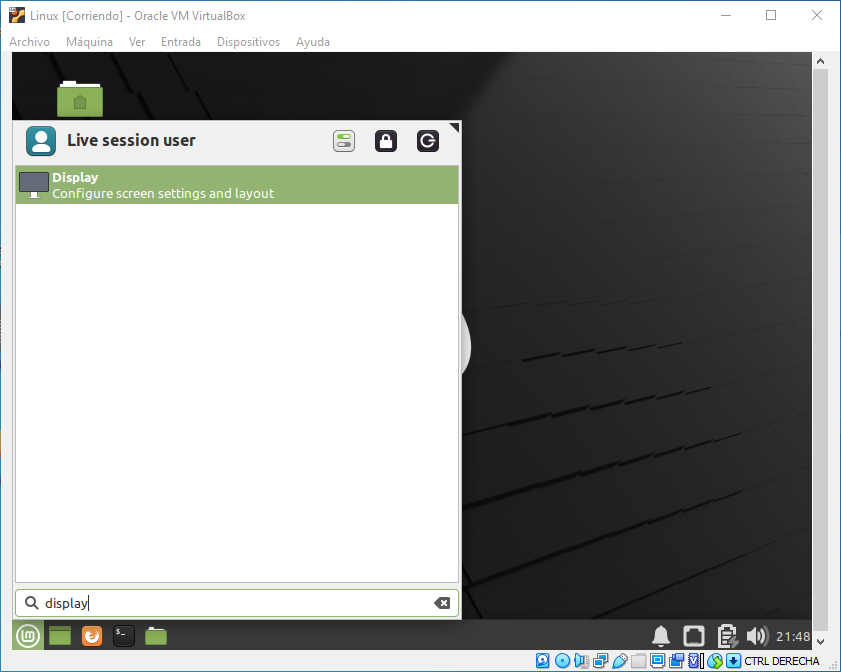 Linux [Corriendo] - Oracle VM VirtualBox
Archivo Máquina Ver Entrada Dispositivos Ayuda
Live session user
Display
Configure screen settings and layout
display
21:48
CTRL DERECHA